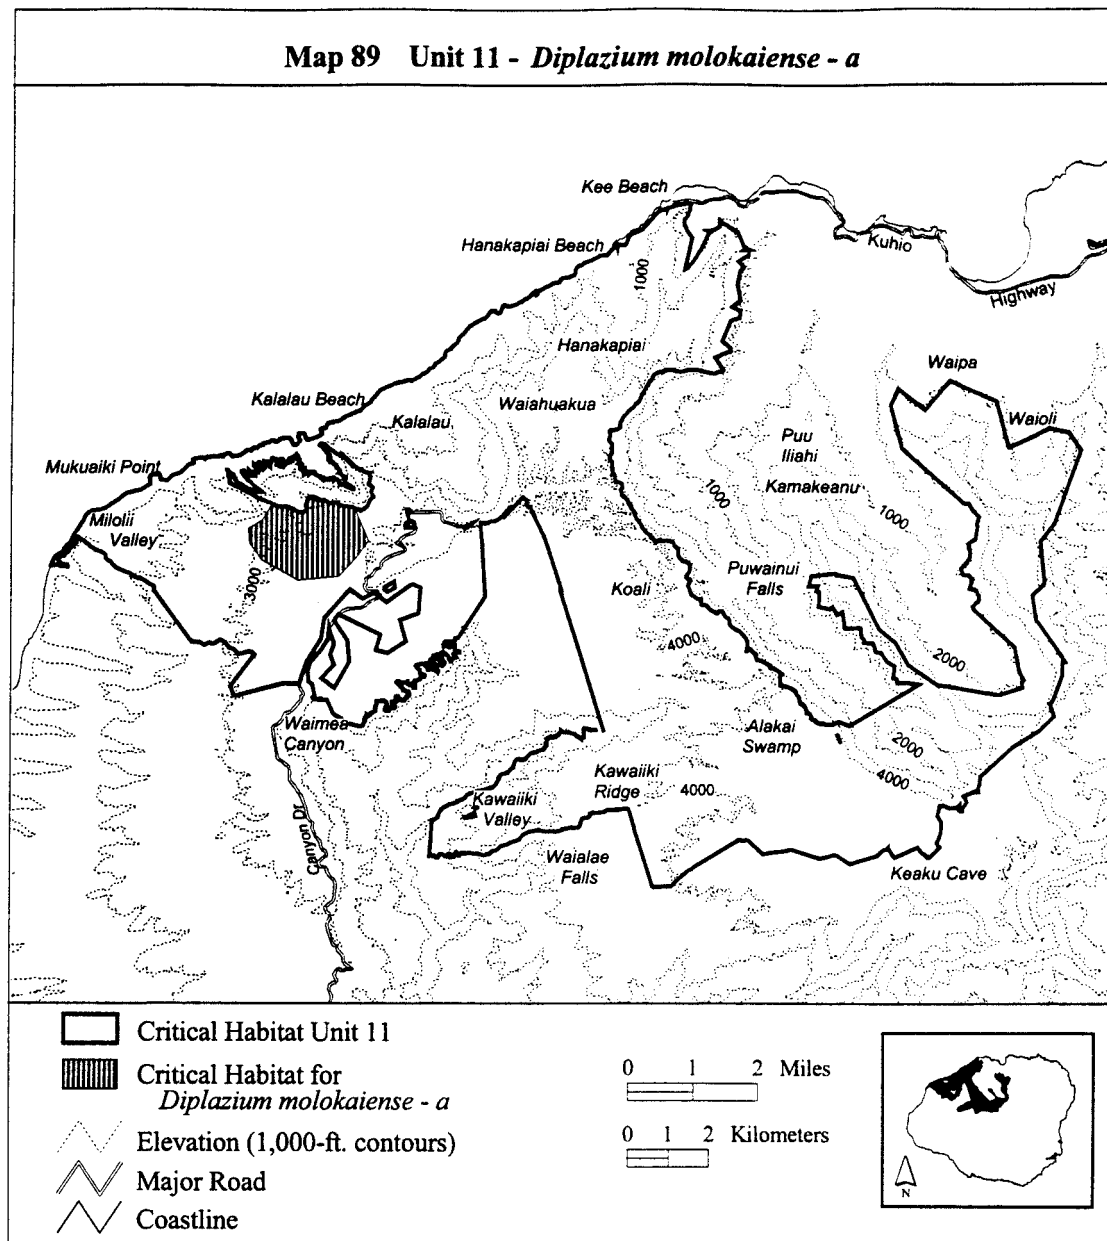 Map 89 Unit 11 - Diplazium molokaiense - a
Kee Beach
Hanakapiai Beach
Kuhio
Highway
1000
Hanakapiai
Waipa
Kalalau Beach
Waiahuakua
Waioli
Kalalau
Puu
Iliahi
Mukuaiki Point
Kamakeanu
1000
1000
Milolii
Valley
Puwainui
Falls
3000
Koali
4000
2000
Waimea
Canyon
Alakai
Swamp
2000
4000
Kawaiiki
Ridge
4000
Kawaiiki
Valley
Canyon Dr
Waialae
Falls
Keaku Cave
Critical Habitat Unit 11
Critical Habitat for
Diplazium molokaiense - a
Elevation (1,000-ft. contours)
Major Road
Coastline
0 1 2 Miles
0 1 2 Kilometers
N